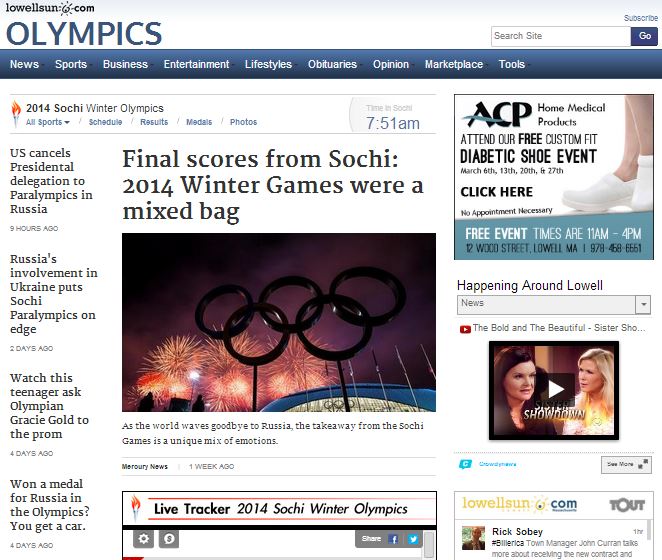 lowellsun.com
OLYMPICS
Subscribe
Search Site
Go
News Sports Business Entertainment Lifestyles Obituaries Opinion Marketplace Tools
2014 Sochi Winter Olympics
All Sports / Schedule / Results / Medals / Photos
Time in Sochi
7:51am
US cancels
Presidential
delegation to
Paralympics in
Russia
9 HOURS AGO
Russia's
involvement in
Ukraine puts
Sochi
Paralympics on
edge
2 DAYS AGO
Watch this
teenager ask
Olympian
Gracie Gold to
the prom
4 DAYS AGO
Won a medal
for Russia in
the Olympics?
You get a car.
4 DAYS AGO
Final scores from Sochi:
2014 Winter Games were a
mixed bag
As the world waves goodbye to Russia, the takeaway from the Sochi
Games is a unique mix of emotions.
Mercury News | 1 WEEK AGO
Live Tracker 2014 Sochi Winter Olympics
Share
ACP Home Medical
Products
ATTEND OUR FREE CUSTOM FIT
DIABETIC SHOE EVENT
March 6th, 13th, 20th, & 27th
CLICK HERE
No Appointment Necessary
FREE EVENT TIMES ARE 11AM - 4PM
12 WOOD STREET, LOWELL MA | 978-458-6551
Happening Around Lowell
News
The Bold and The Beautiful - Sister Sho...
SISTER
SHOWDOWN
Crowdynews
See More
lowellsun.com
TOUT
Rick Sobey
1hr
#Billerica Town Manager John Curran talks
more about receiving the new contract and